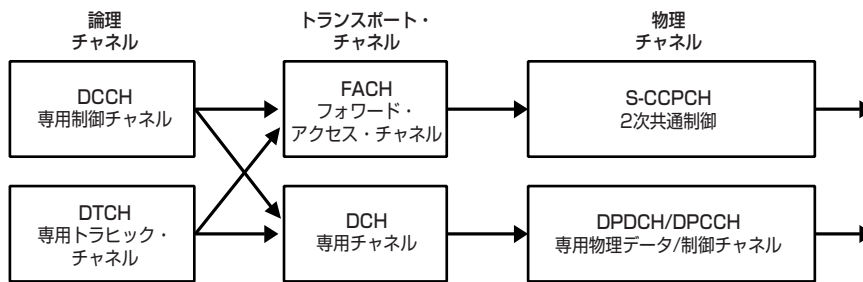 論理
チャネル
トランスポート・
チャネル
物理
チャネル
DCCH
専用制御チャネル
FACH
フォワード・
アクセス・チャネル
S-CCPCH
2次共通制御
DTCH
専用トラヒック・
チャネル
DCH
専用チャネル
DPDCH/DPCCH
専用物理データ/制御チャネル